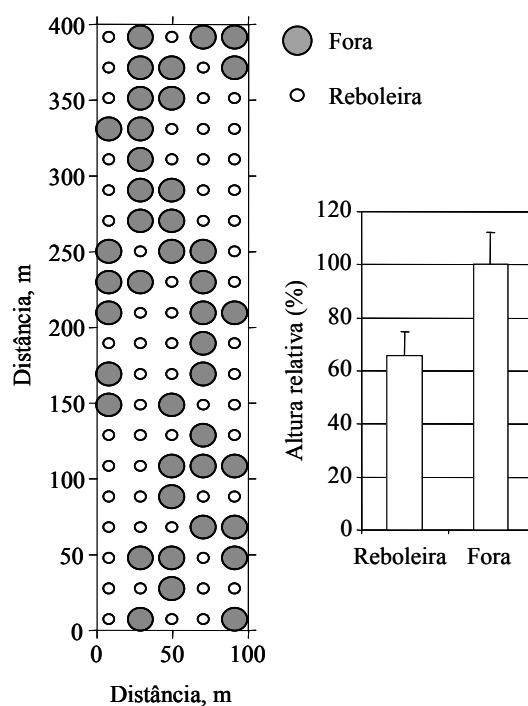 400
350
300
250
200
150
100
50
0
0 50 100
Distância, m
Distância, m
Fora
Reboleira
120
100
80
60
40
20
0
Altura relativa (%)
Reboleira Fora